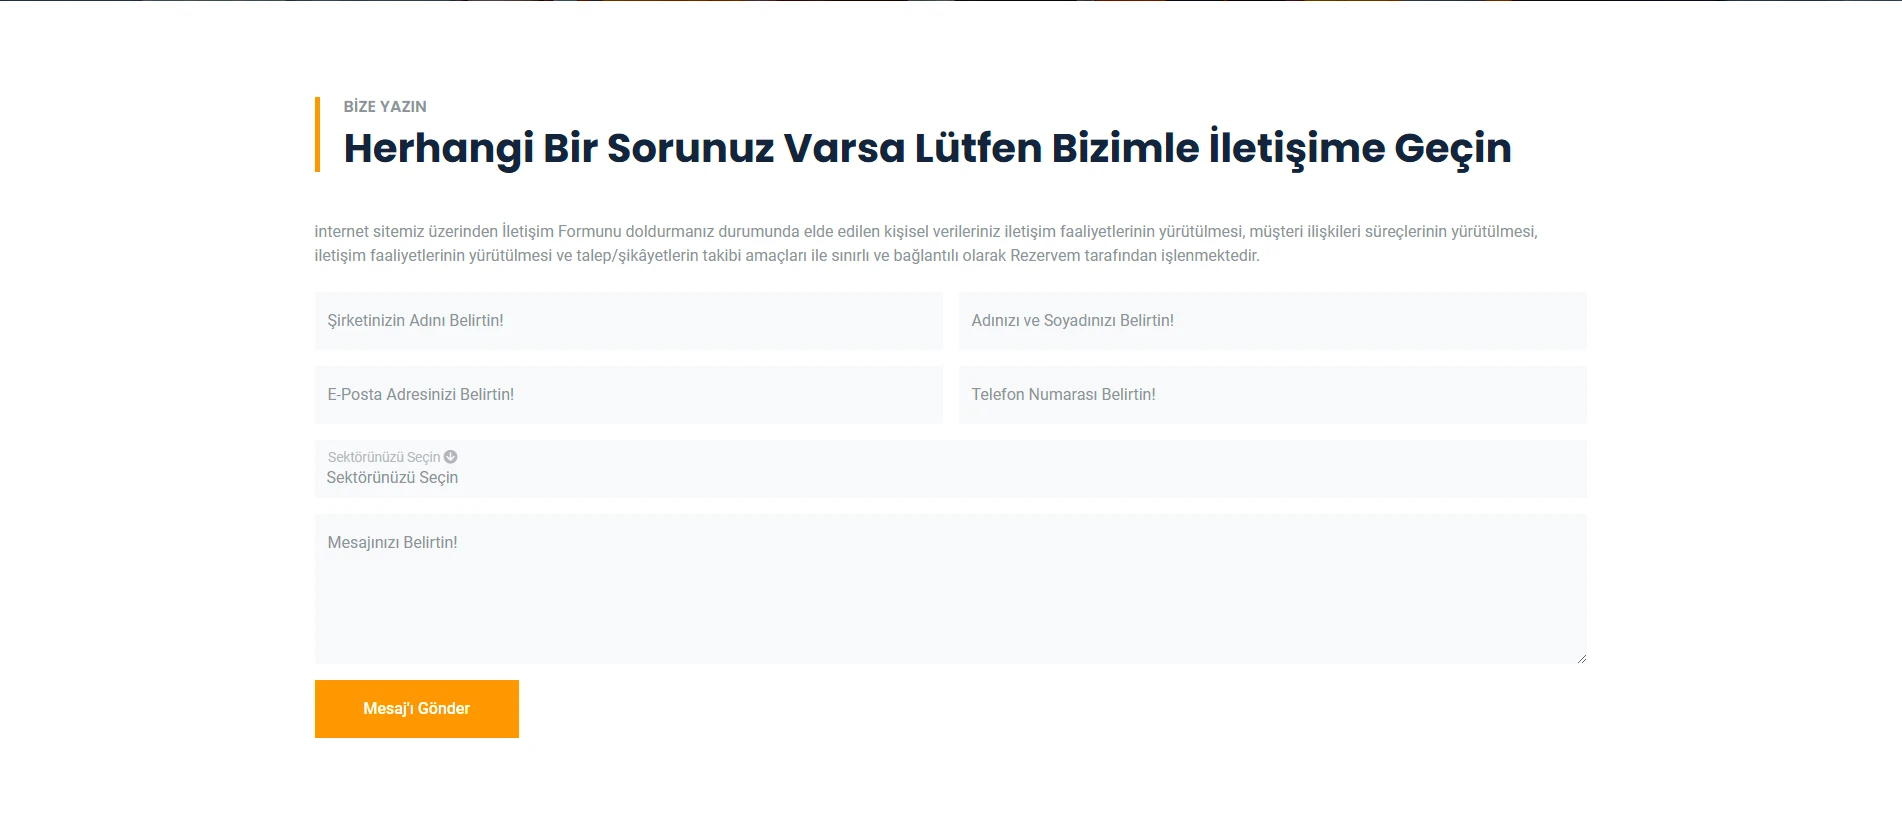 BİZE YAZIN
Herhangi Bir Sorunuz Varsa Lütfen Bizimle İletişime Geçin
internet sitemiz üzerinden İletişim Formunu doldurmanız durumunda elde edilen kişisel verileriniz iletişim faaliyetlerinin yürütülmesi, müşteri ilişkileri süreçlerinin yürütülmesi,
iletişim faaliyetlerinin yürütülmesi ve talep/şikâyetlerin takibi amaçları ile sınırlı ve bağlantılı olarak Rezervem tarafından işlenmektedir.
Şirketinizin Adını Belirtin!
Adınızı ve Soyadınızı Belirtin!
E-Posta Adresinizi Belirtin!
Telefon Numarası Belirtin!
Sektörünüzü Seçin
Sektörünüzü Seçin
Mesajınızı Belirtin!
Mesaj'ı Gönder